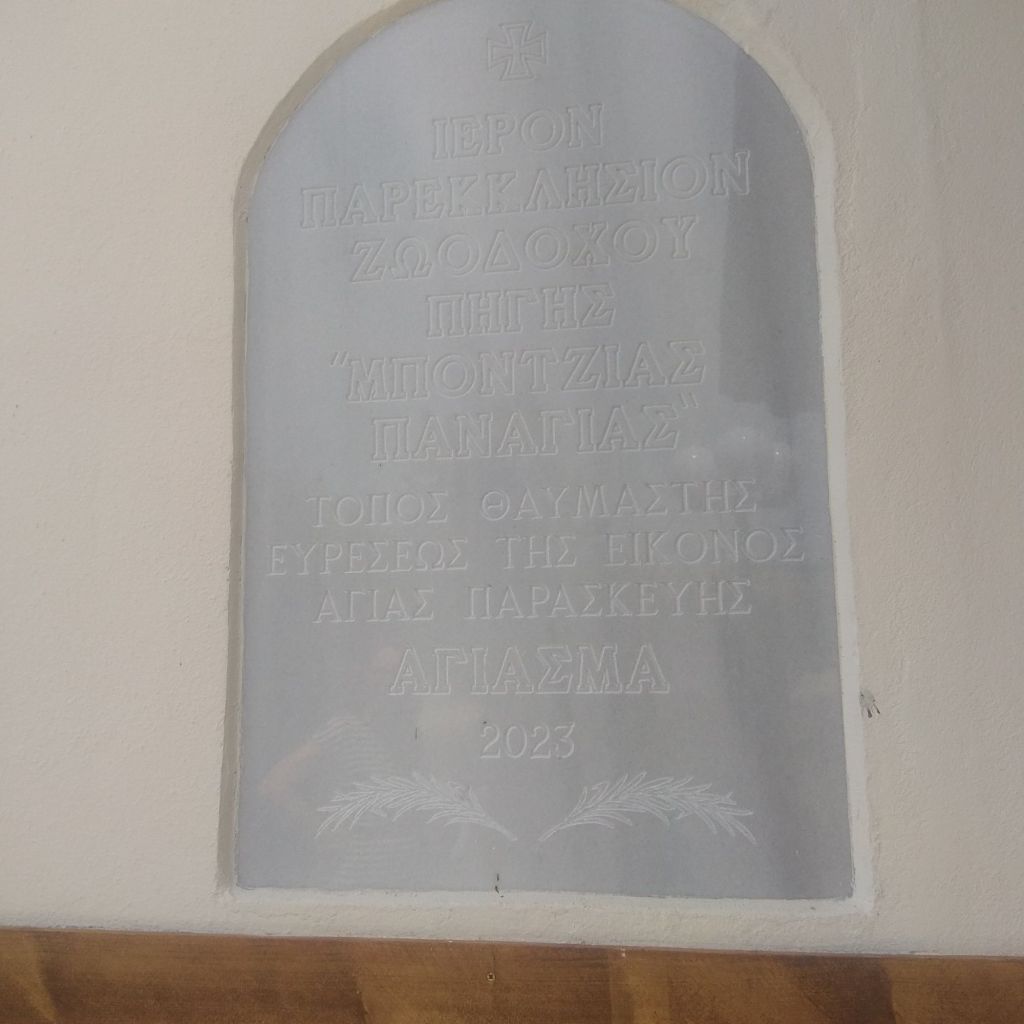 ΙΕΡΟΝ
ΠΑΡΕΚΚΛΗΣΙΟΝ
ΖΩΟΔΟΧΟΥ
ΠΗΓΗΣ
“ΜΠΟΝΤΖΙΑΣ
ΠΑΝΑΓΙΑΣ”
ΤΟΠΟΣ ΘΑΥΜΑΣΤΗΣ
ΕΥΡΕΣΕΩΣ ΤΗΣ ΕΙΚΟΝΟΣ
ΑΓΙΑΣ ΠΑΡΑΣΚΕΥΗΣ
ΑΓΙΑΣΜΑ
2023